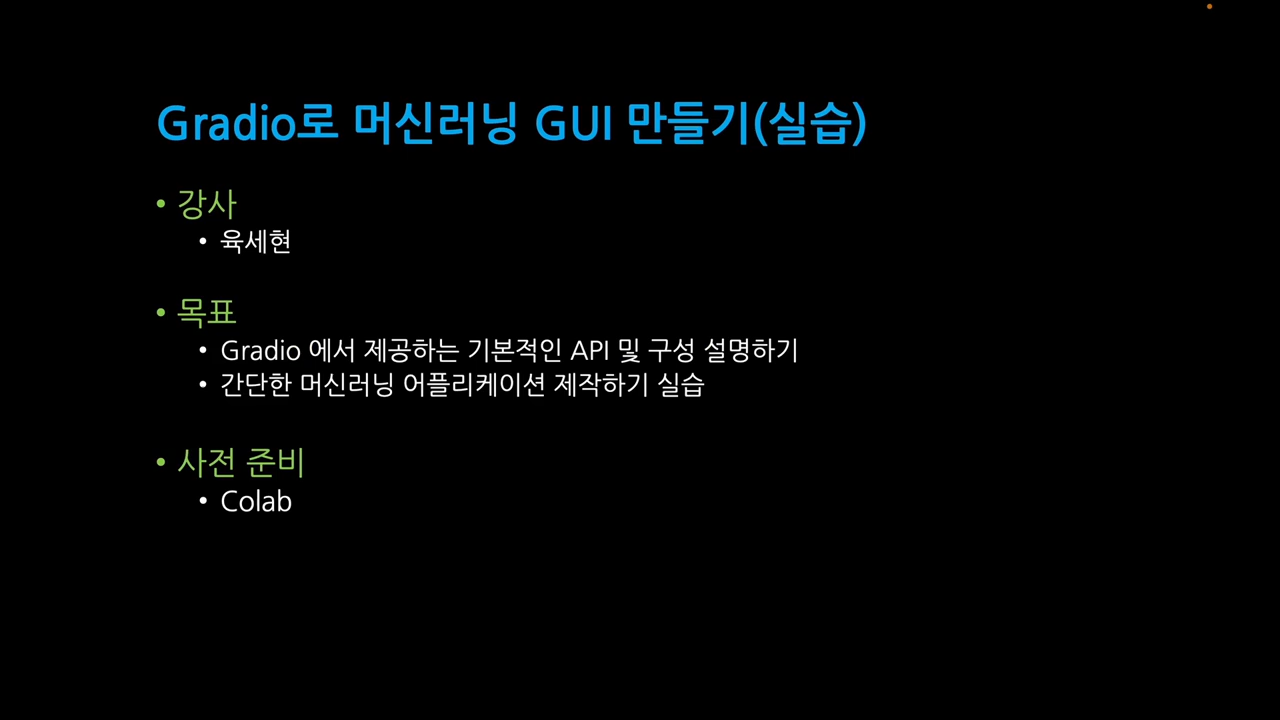 Gradio로 머신러닝 GUI 만들기(실습)
• 강사
• 육세현
• 목표
• Gradio 에서 제공하는 기본적인 API 및 구성 설명하기
• 간단한 머신러닝 어플리케이션 제작하기 실습
• 사전 준비
• Colab